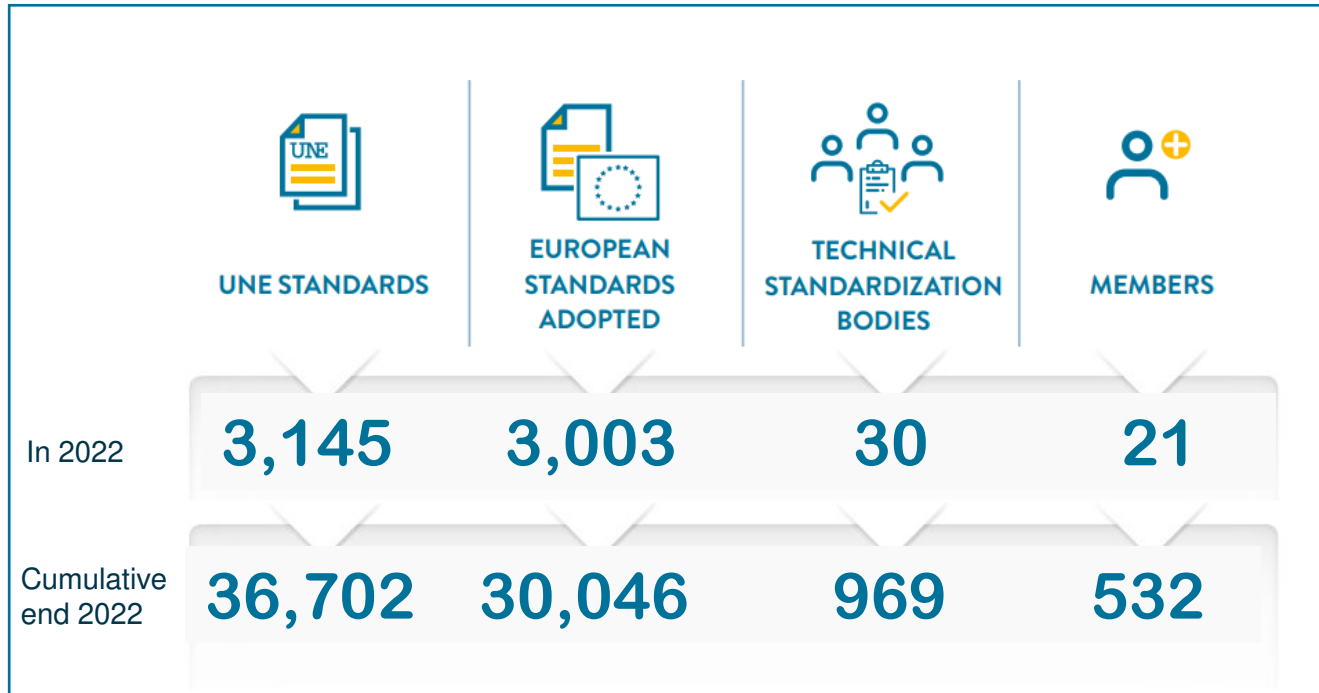 UNE
UNE STANDARDS
EUROPEAN
STANDARDS
ADOPTED
TECHNICAL
STANDARDIZATION
BODIES
MEMBERS
In 2022
3,145
3,003
30
21
Cumulative
end 2022
36,702
30,046
969
532